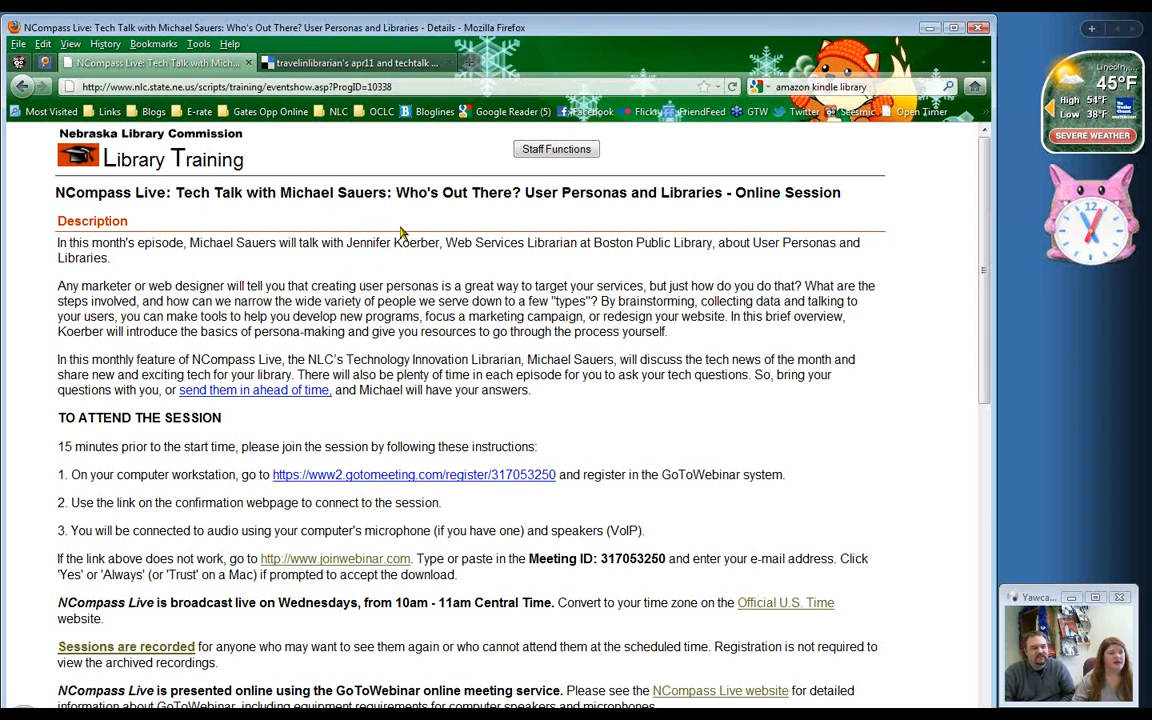 NCompass Live: Tech Talk with Michael Sauers: Who's Out There? User Personas and Libraries - Details - Mozilla Firefox
File Edit View History Bookmarks Tools Help
NCompass Live: Tech Talk with Mich...
travelinlibrarian's apr11 and techtalk ...
http://www.nlc.state.ne.us/scripts/training/eventshow.asp?ProgID=10338
amazon kindle library
Most Visited Links Blogs E-rate Gates Opp Online NLC OCLC Bloglines Google Reader (5) Facebook Flickr FriendFeed GTW Twitter Seesmic Open Timer
Nebraska Library Commission
Library Training
Staff Functions
NCompass Live: Tech Talk with Michael Sauers: Who's Out There? User Personas and Libraries - Online Session
Description
In this month's episode, Michael Sauers will talk with Jennifer Koerber, Web Services Librarian at Boston Public Library, about User Personas and
Libraries.
Any marketer or web designer will tell you that creating user personas is a great way to target your services, but just how do you do that? What are the
steps involved, and how can we narrow the wide variety of people we serve down to a few "types"? By brainstorming, collecting data and talking to
your users, you can make tools to help you develop new programs, focus a marketing campaign, or redesign your website. In this brief overview,
Koerber will introduce the basics of persona-making and give you resources to go through the process yourself.
In this monthly feature of NCompass Live, the NLC's Technology Innovation Librarian, Michael Sauers, will discuss the tech news of the month and
share new and exciting tech for your library. There will also be plenty of time in each episode for you to ask your tech questions. So, bring your
questions with you, or send them in ahead of time, and Michael will have your answers.
TO ATTEND THE SESSION
15 minutes prior to the start time, please join the session by following these instructions:
1. On your computer workstation, go to https://www2.gotomeeting.com/register/317053250 and register in the GoToWebinar system.
2. Use the link on the confirmation webpage to connect to the session.
3. You will be connected to audio using your computer's microphone (if you have one) and speakers (VoIP).
If the link above does not work, go to http://www.joinwebinar.com. Type or paste in the Meeting ID: 317053250 and enter your e-mail address. Click
'Yes' or 'Always' (or 'Trust' on a Mac) if prompted to accept the download.
NCompass Live is broadcast live on Wednesdays, from 10am - 11am Central Time. Convert to your time zone on the Official U.S. Time
website.
Sessions are recorded for anyone who may want to see them again or who cannot attend them at the scheduled time. Registration is not required to
view the archived recordings.
NCompass Live is presented online using the GoToWebinar online meeting service. Please see the NCompass Live website for detailed
information about GoToWebinar, including equipment requirements for computer speakers and microphones.
Lincoln,
45°F
High 54°F
Low 38°F
SEVERE WEATHER
12
Yawca...